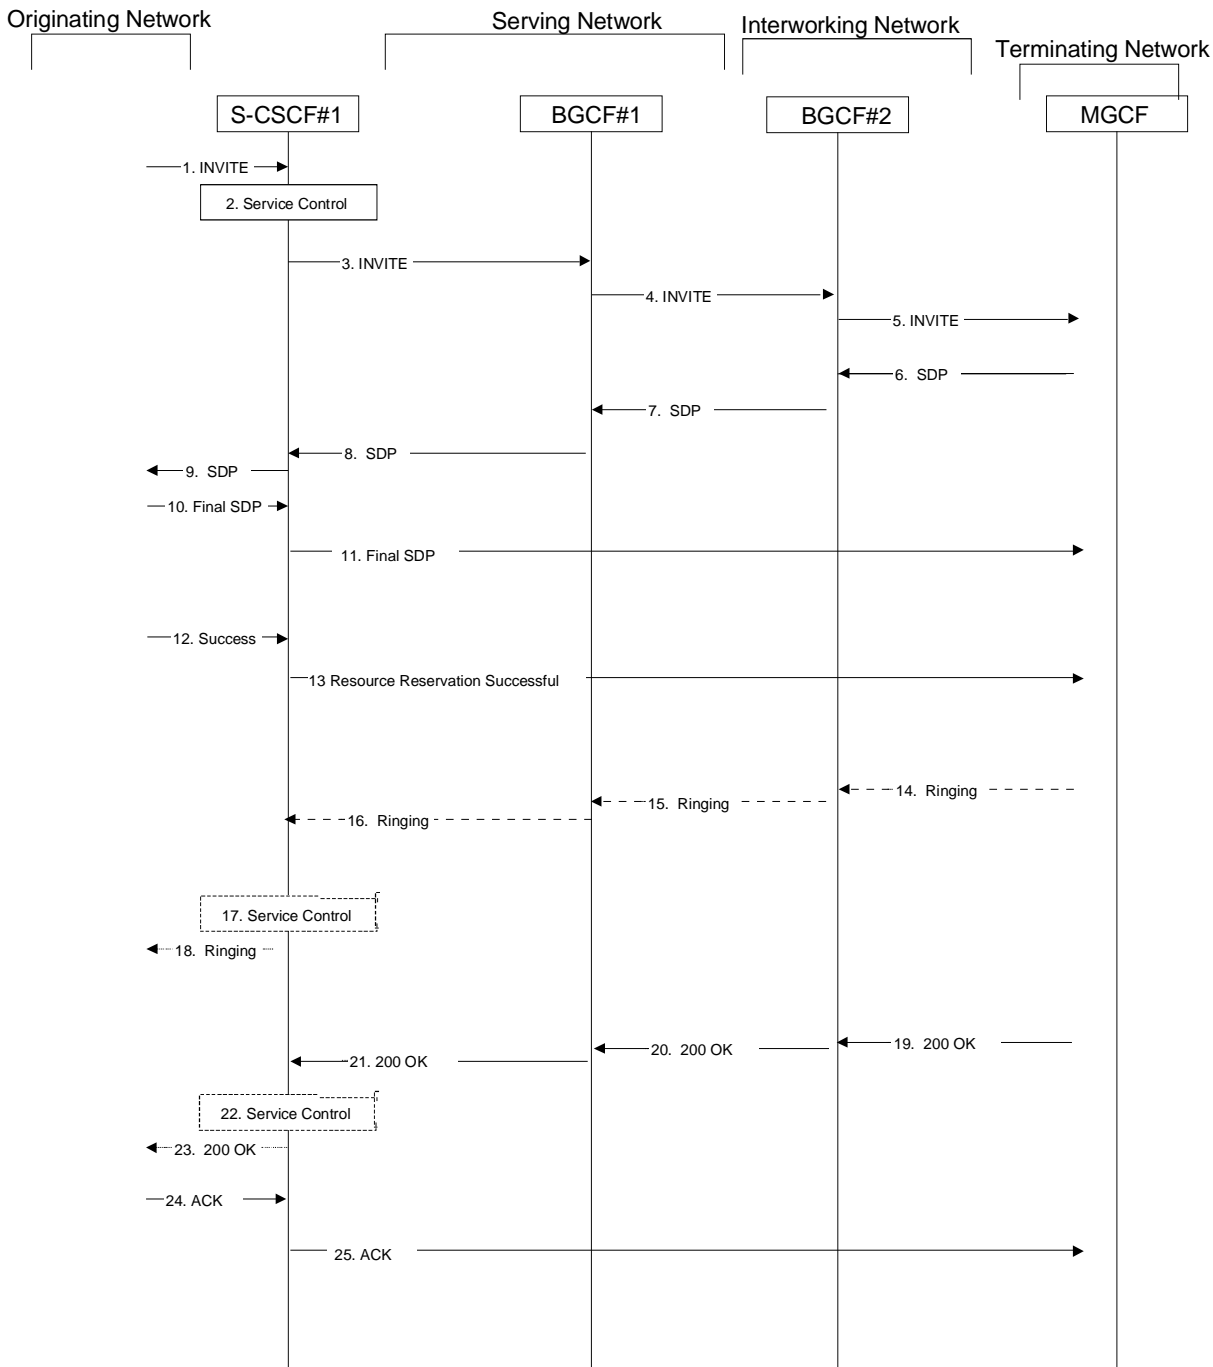 Originating Network
Serving Network
Interworking Network
Terminating Network
S-CSCF#1
BGCF#1
BGCF#2
MGCF
1. INVITE
2. Service Control
3. INVITE
4. INVITE
5. INVITE
6. SDP
7. SDP
8. SDP
9. SDP
10. Final SDP
11. Final SDP
12. Success
13 Resource Reservation Successful
14. Ringing
15. Ringing
16. Ringing
17. Service Control
18. Ringing
19. 200 OK
20. 200 OK
21. 200 OK
22. Service Control
23. 200 OK
24. ACK
25. ACK